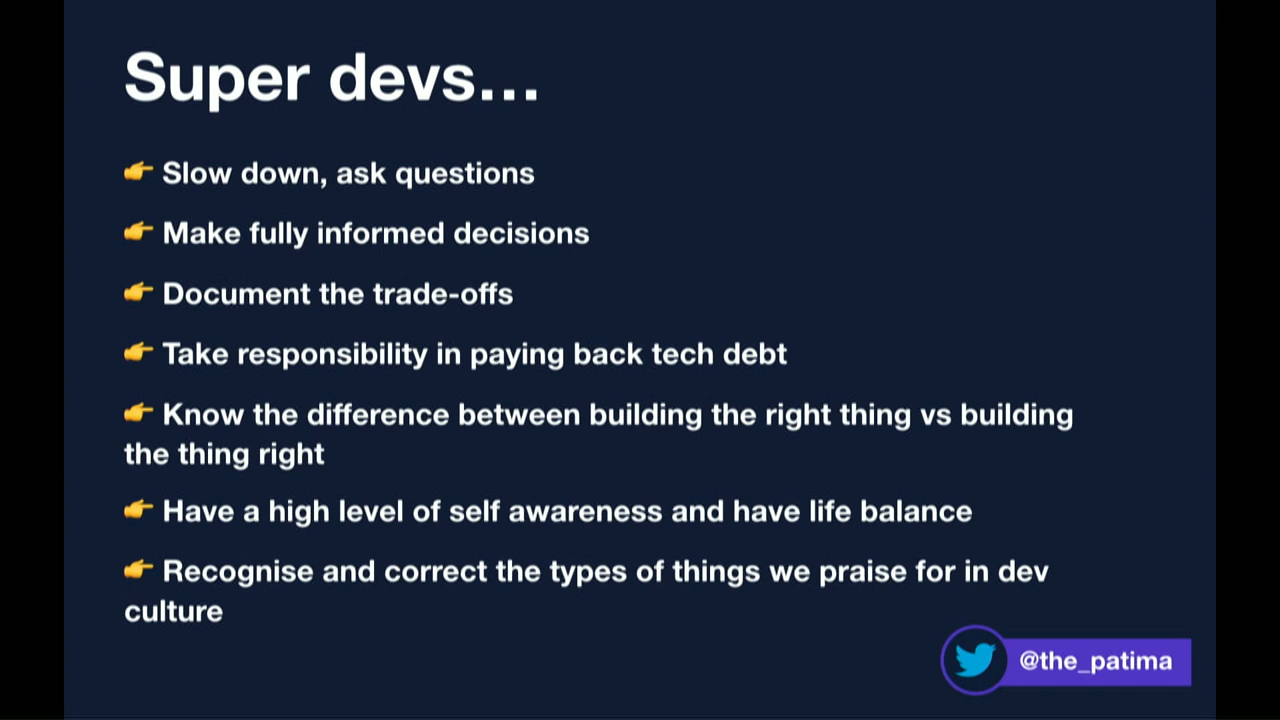 Super devs...
👉 Slow down, ask questions
👉 Make fully informed decisions
👉 Document the trade-offs
👉 Take responsibility in paying back tech debt
👉 Know the difference between building the right thing vs building
the thing right
👉 Have a high level of self awareness and have life balance
👉 Recognise and correct the types of things we praise for in dev
culture
@the_patima